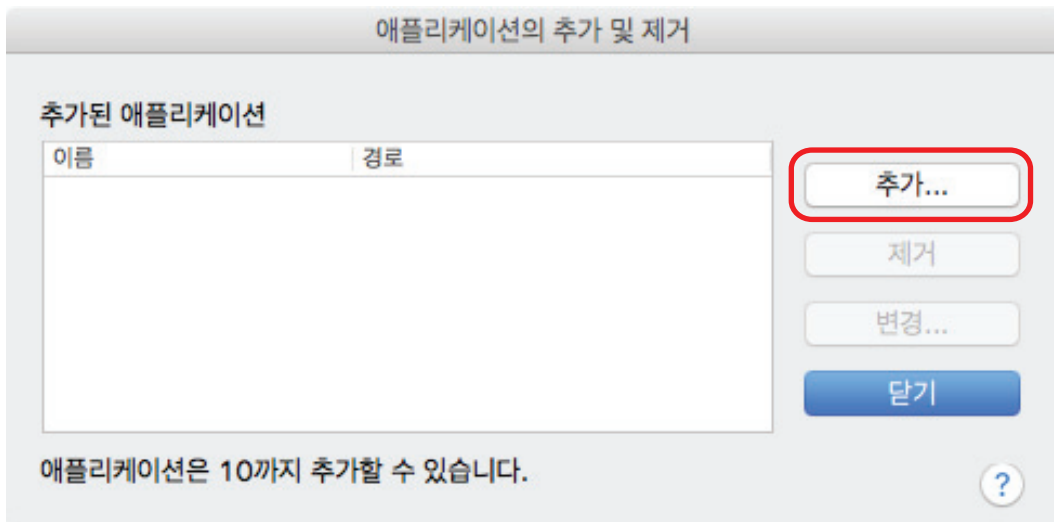 애플리케이션의 추가 및 제거
추가된 애플리케이션
이름 경로
추가...
제거
변경...
닫기
애플리케이션은 10까지 추가할 수 있습니다.
?